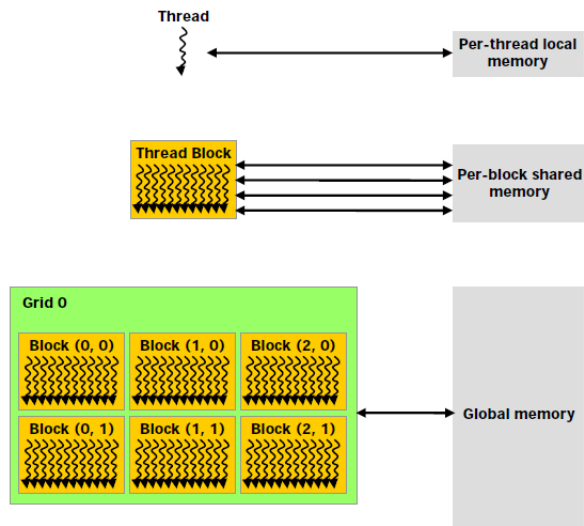 Thread
Per-thread local
memory
Thread Block
Per-block shared
memory
Grid 0
Block (0, 0)
Block (1, 0)
Block (2, 0)
Block (0, 1)
Block (1, 1)
Block (2, 1)
Global memory